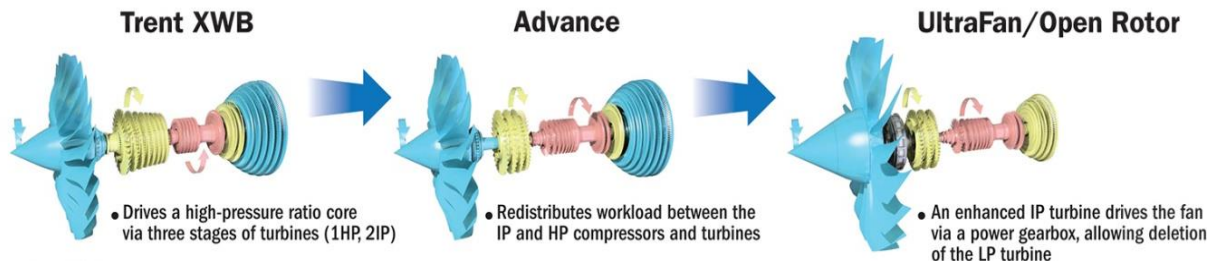 Trent XWB
Advance
UltraFan/Open Rotor
• Drives a high-pressure ratio core
via three stages of turbines (1HP, 2IP)
• Redistributes workload between the
IP and HP compressors and turbines
• An enhanced IP turbine drives the fan
via a power gearbox, allowing deletion
of the LP turbine